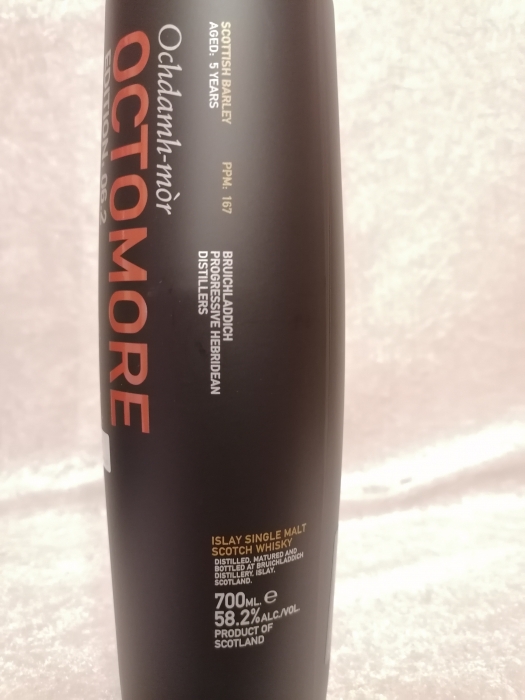 Ochdamh-mòr
OCTOMORE
EDITION: 06.2
SCOTTISH BARLEY
AGED: 5 YEARS
PPM: 167
BRUICHLADDICH
PROGRESSIVE HEBRIDEAN
DISTILLERS
ISLAY SINGLE MALT
SCOTCH WHISKY
DISTILLED, MATURED AND
BOTTLED AT BRUICHLADDICH
DISTILLERY, ISLAY,
SCOTLAND.
700ML. e
58.2%ALC/VOL
PRODUCT OF
SCOTLAND